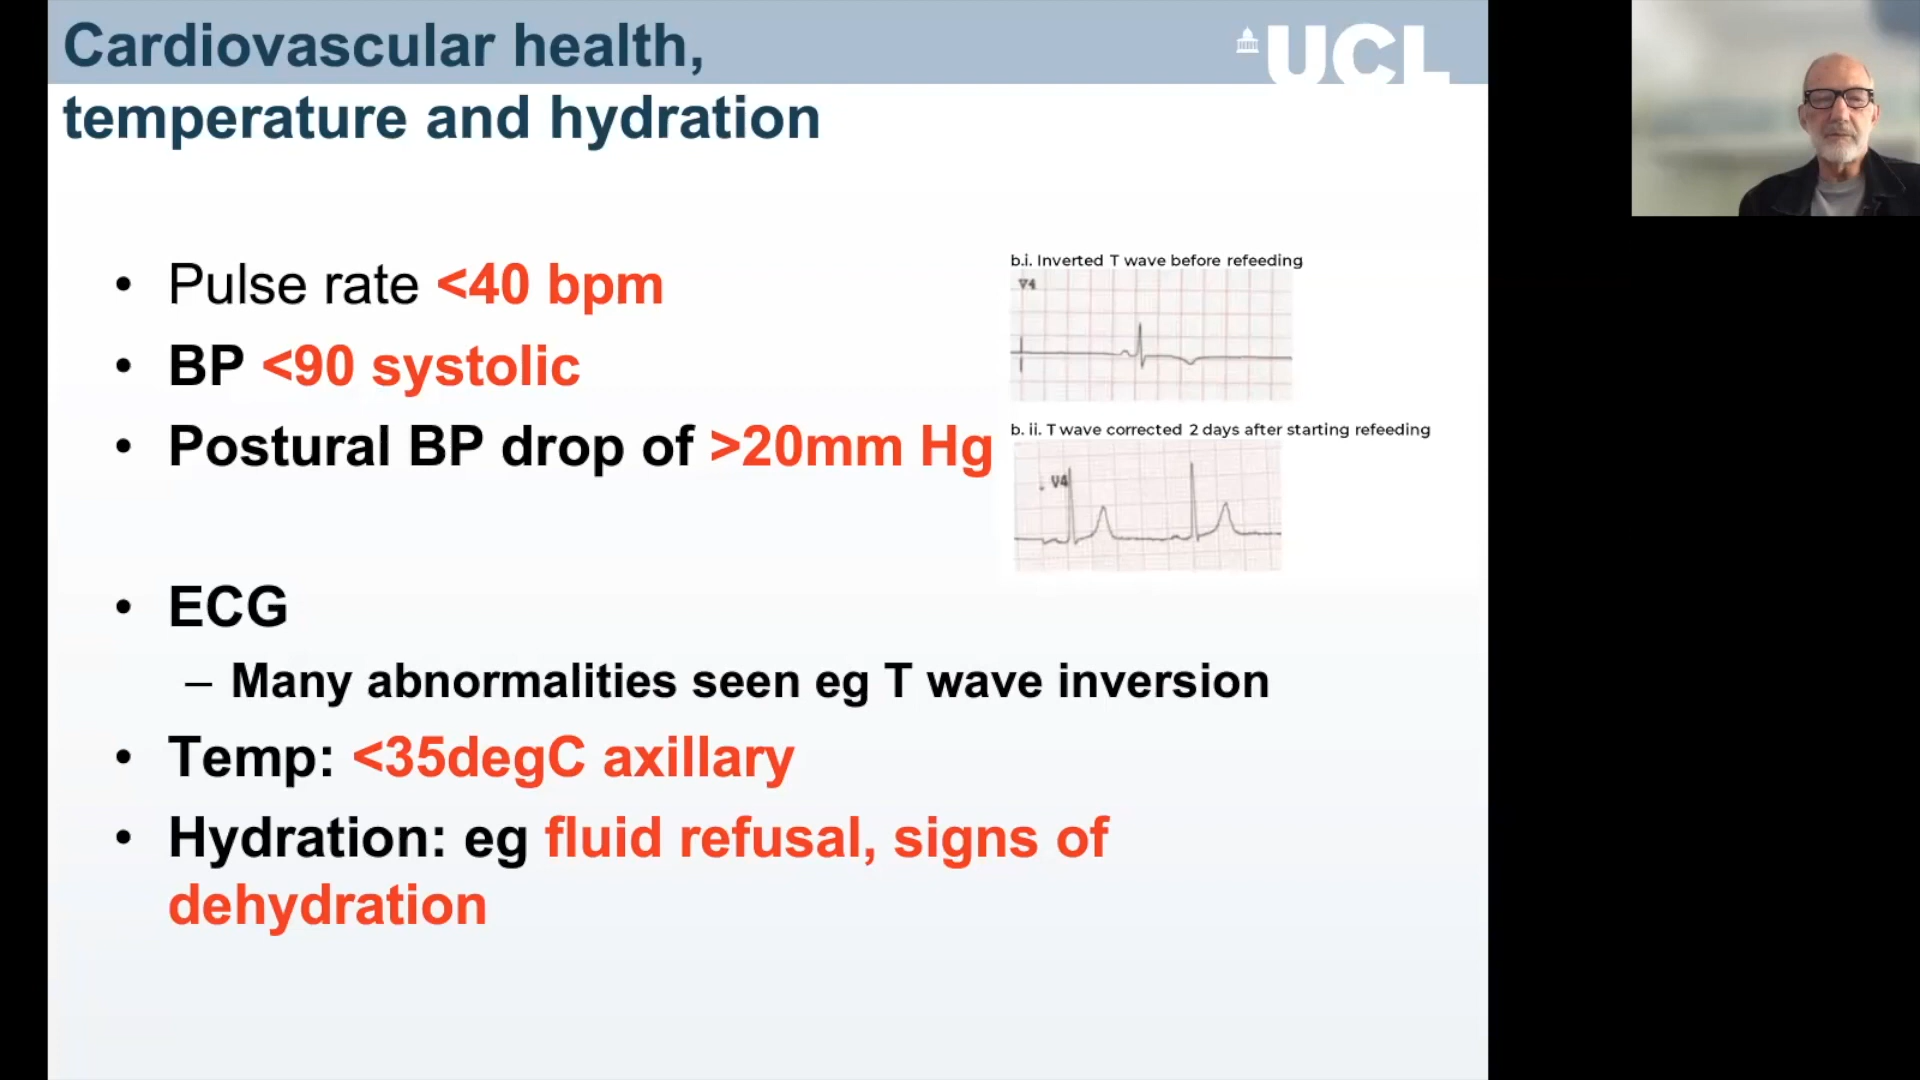 Cardiovascular health,
temperature and hydration
UCL
• Pulse rate <40 bpm
• BP <90 systolic
• Postural BP drop of >20mm Hg
b.i. Inverted T wave before refeeding
V4
b. ii. T wave corrected 2 days after starting refeeding
V4
• ECG
– Many abnormalities seen eg T wave inversion
• Temp: <35degC axillary
• Hydration: eg fluid refusal, signs of
dehydration